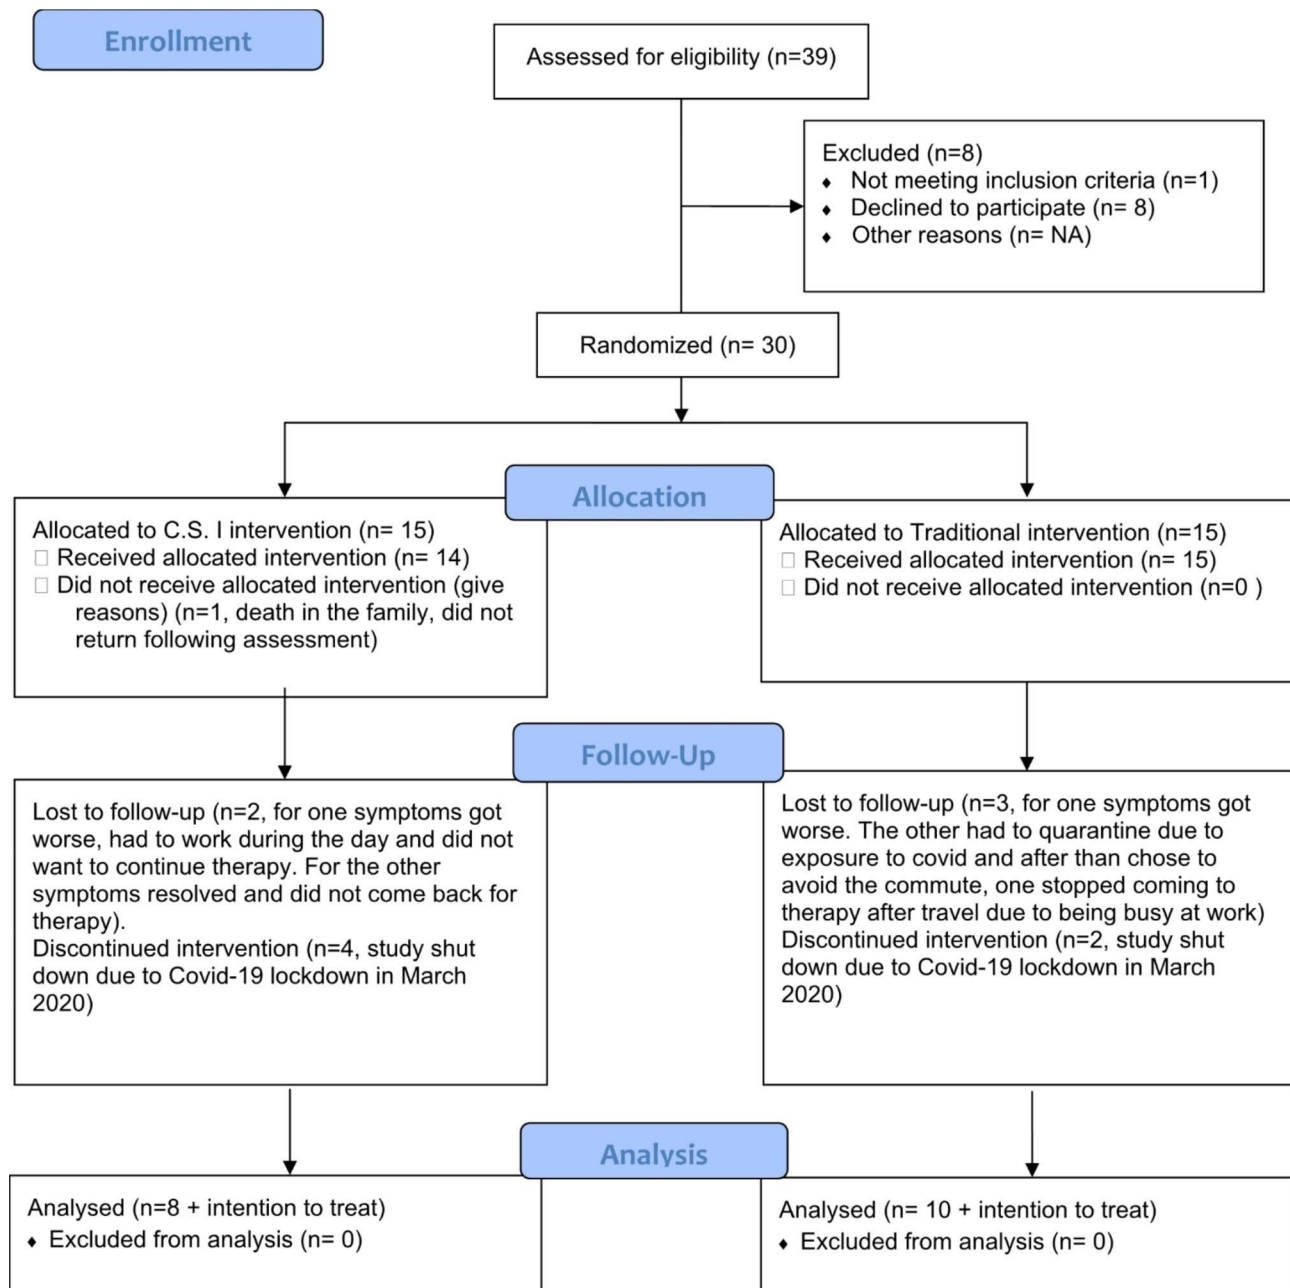 Enrollment
Assessed for eligibility (n=39)
Excluded (n=8)
♦ Not meeting inclusion criteria (n=1)
♦ Declined to participate (n= 8)
♦ Other reasons (n= NA)
Randomized (n= 30)
Allocation
Allocated to C.S. I intervention (n= 15)
□ Received allocated intervention (n= 14)
□ Did not receive allocated intervention (give
reasons) (n=1, death in the family, did not
return following assessment)
Allocated to Traditional intervention (n=15)
□ Received allocated intervention (n= 15)
□ Did not receive allocated intervention (n=0 )
Follow-Up
Lost to follow-up (n=2, for one symptoms got
worse, had to work during the day and did not
want to continue therapy. For the other
symptoms resolved and did not come back for
therapy).
Discontinued intervention (n=4, study shut
down due to Covid-19 lockdown in March
2020)
Lost to follow-up (n=3, for one symptoms got
worse. The other had to quarantine due to
exposure to covid and after than chose to
avoid the commute, one stopped coming to
therapy after travel due to being busy at work)
Discontinued intervention (n=2, study shut
down due to Covid-19 lockdown in March
2020)
Analysis
Analysed (n=8 + intention to treat)
♦ Excluded from analysis (n= 0)
Analysed (n= 10 + intention to treat)
♦ Excluded from analysis (n= 0)